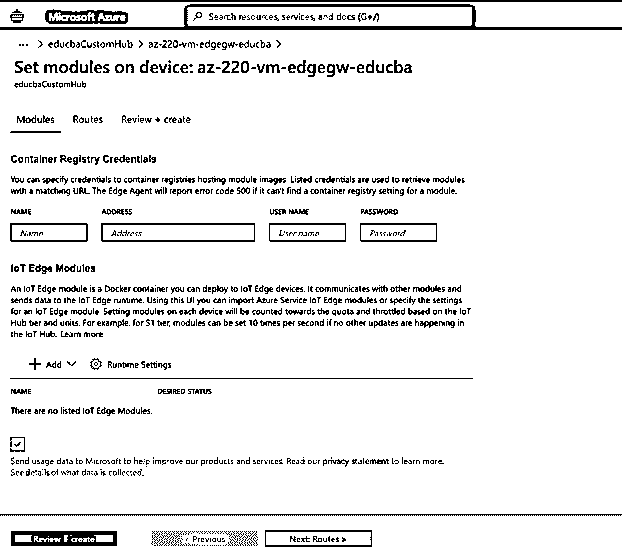 Microsoft Azure
Search resources, services, and docs (G+/)
... > educbaCustomHub > az-220-vm-edgegw-educba >
Set modules on device: az-220-vm-edgegw-educba
educbaCustomHub
Modules Routes Review + create
Container Registry Credentials
You can specify credentials to container registries hosting module images. Listed credentials are used to retrieve modules
with a matching URL. The Edge Agent will report error code 500 if it can't find a container registry setting for a module.
NAME ADDRESS USER NAME PASSWORD
Name Address User name Password
IoT Edge Modules
An IoT Edge module is a Docker container you can deploy to IoT Edge devices. It communicates with other modules and
sends data to the IoT Edge runtime. Using this UI you can import Azure Service IoT Edge modules or specify the settings
for an IoT Edge module. Setting modules on each device will be counted towards the quota and throttled based on the IoT
Hub tier and units. For example, for S1 tier, modules can be set 10 times per second if no other updates are happening in
the IoT Hub. Learn more
+ Add Runtime Settings
NAME DESIRED STATUS
There are no listed IoT Edge Modules.
Send usage data to Microsoft to help improve our products and services. Read our privacy statement to learn more.
See details of what data is collected.
Review + create < Previous Next: Routes >